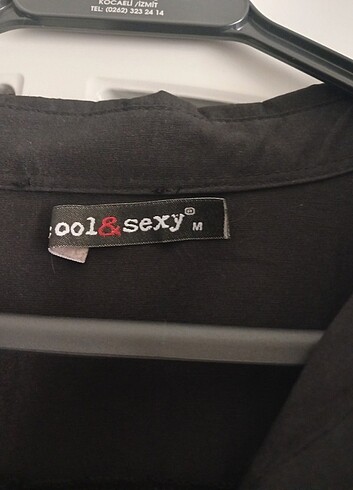 KOCAELİ /İZMİT
TEL: (0262) 323 24 14
cool&sexy® M